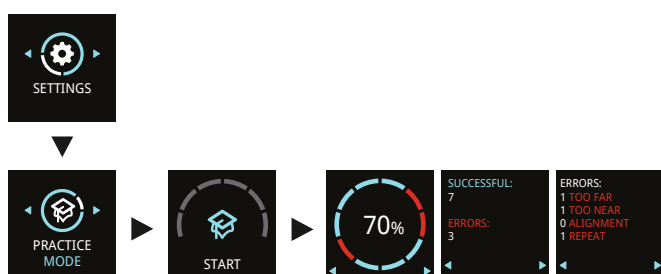 SETTINGS
PRACTICE
MODE
START
70%
SUCCESSFUL:
7
ERRORS:
3
ERRORS:
1 TOO FAR
1 TOO NEAR
0 ALIGNMENT
1 REPEAT